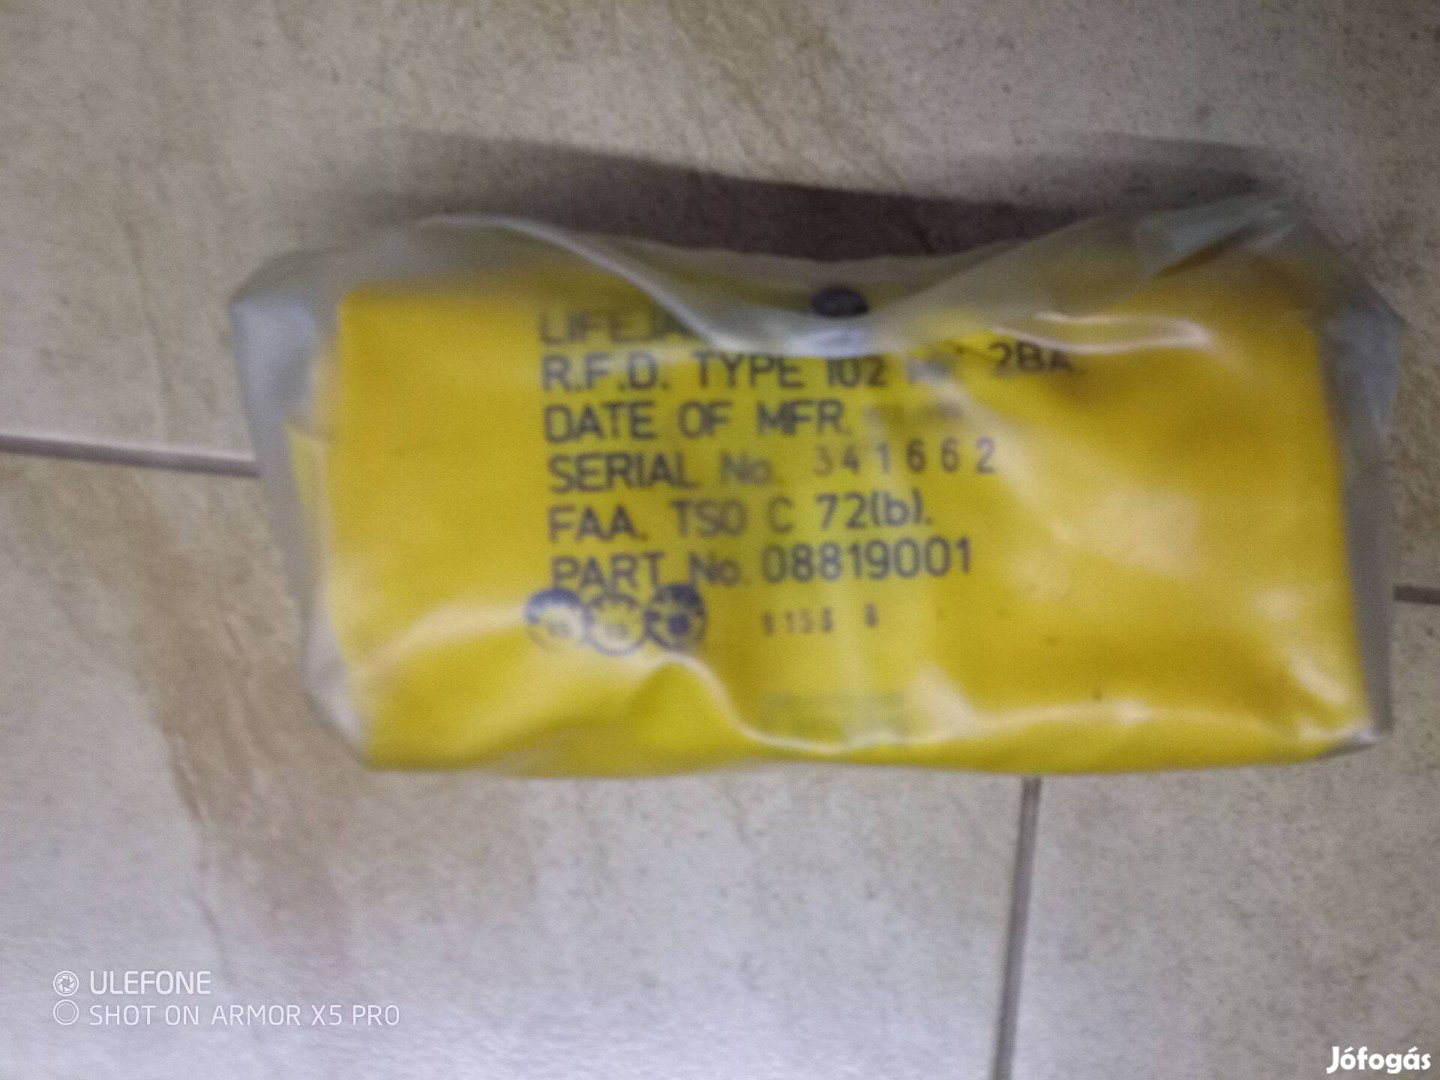 R.F.D. TYPE 102 2BA
DATE OF MFR.
SERIAL No. 341662
FAA. TSO C 72(b).
PART No. 08819001
ULEFONE
SHOT ON ARMOR X5 PRO
Jófogás